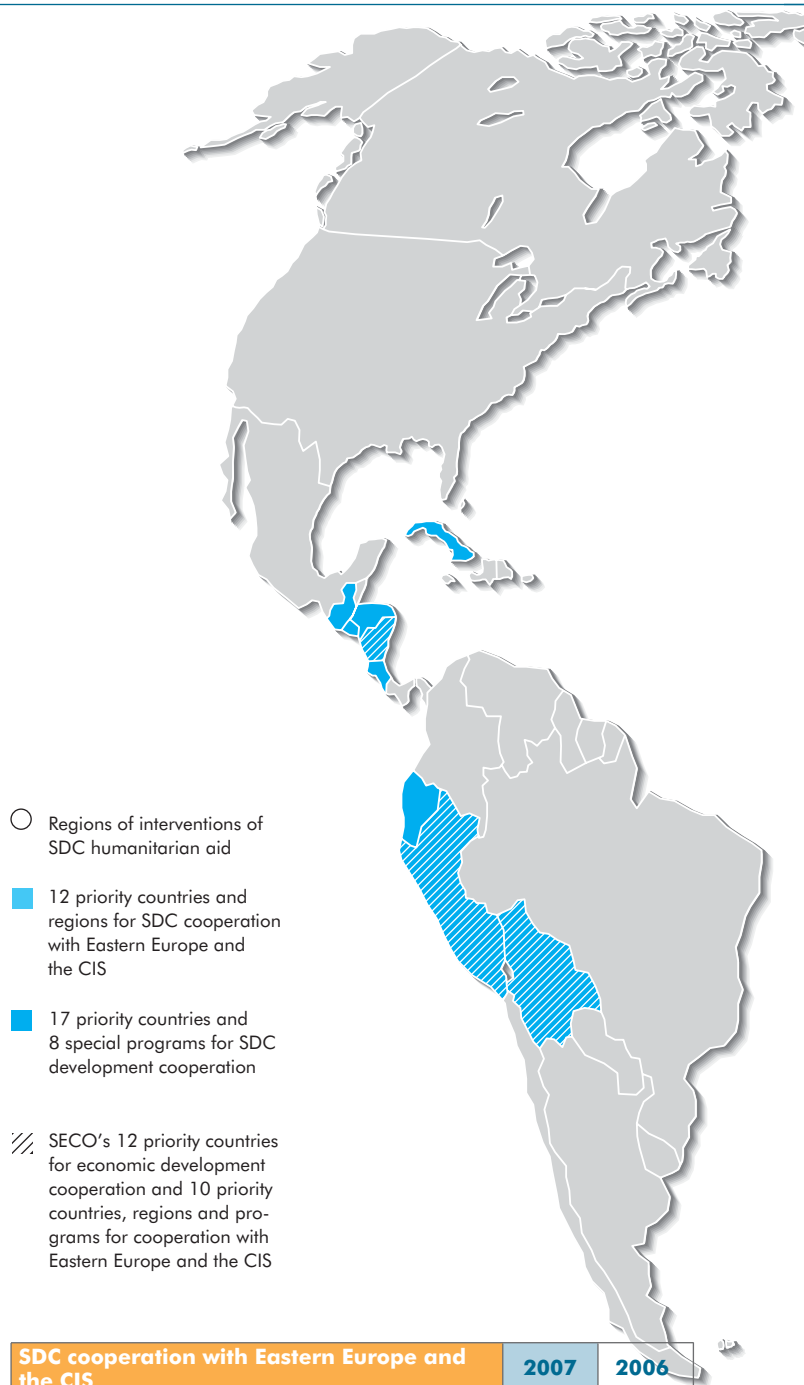 Regions of interventions of
SDC humanitarian aid
12 priority countries and
regions for SDC cooperation
with Eastern Europe and
the CIS
17 priority countries and
8 special programs for SDC
development cooperation
SECO's 12 priority countries
for economic development
cooperation and 10 priority
countries, regions and pro-
grams for cooperation with
Eastern Europe and the CIS
SDC cooperation with Eastern Europe and 2007 2006
the CIS